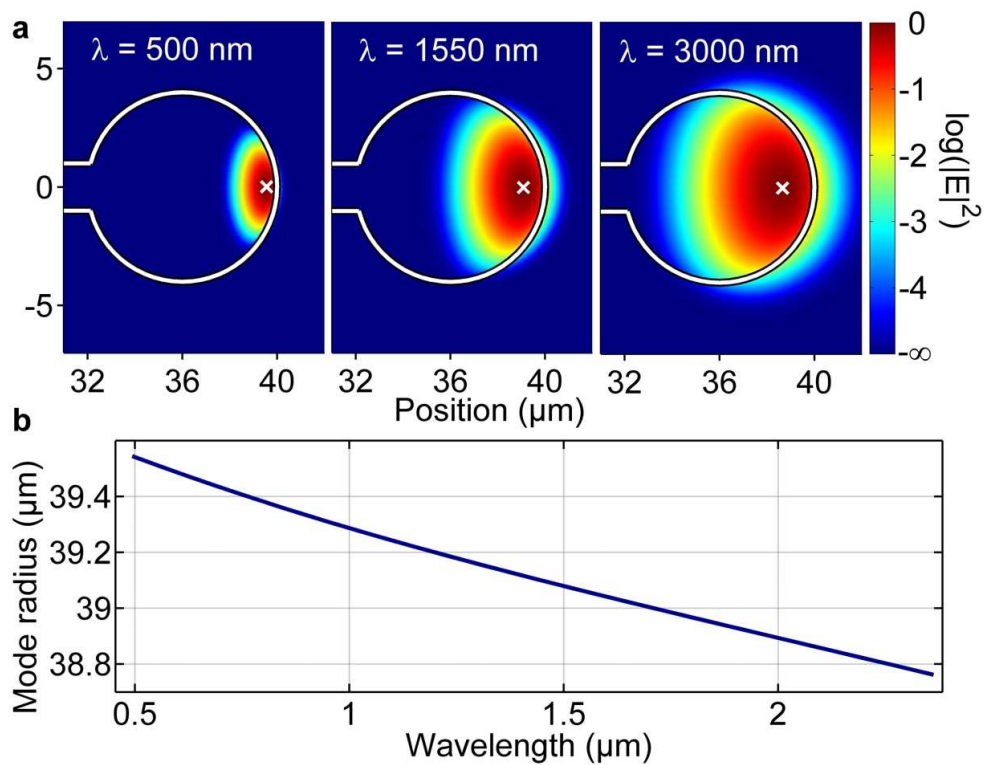 a
λ = 500 nm
λ = 1550 nm
λ = 3000 nm
5
0
-5
32 36 40
32 36 40
32 36 40
Position (µm)
0
-1
-2
-3
-4
-∞
log(|E|²)
b
Mode radius (µm)
39.4
39.2
39
38.8
0.5 1 1.5 2
Wavelength (µm)